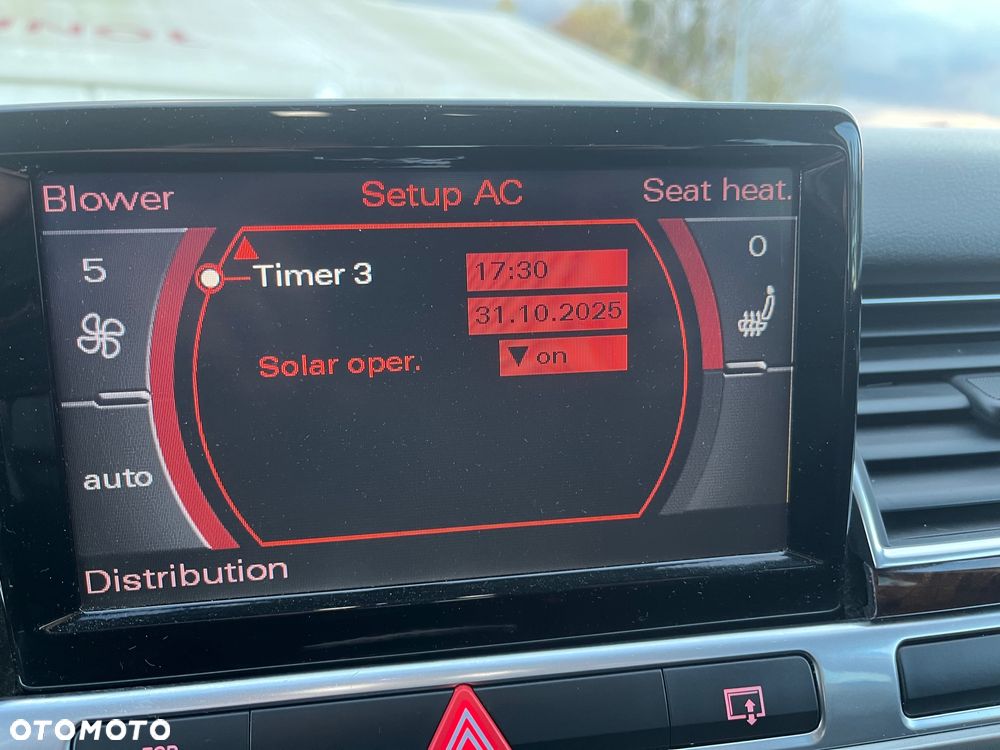 Blower
Setup AC
Seat heat.
5
0
Timer 3
17:30
31.10.2025
Solar oper.
on
auto
Distribution
OTOMOTO